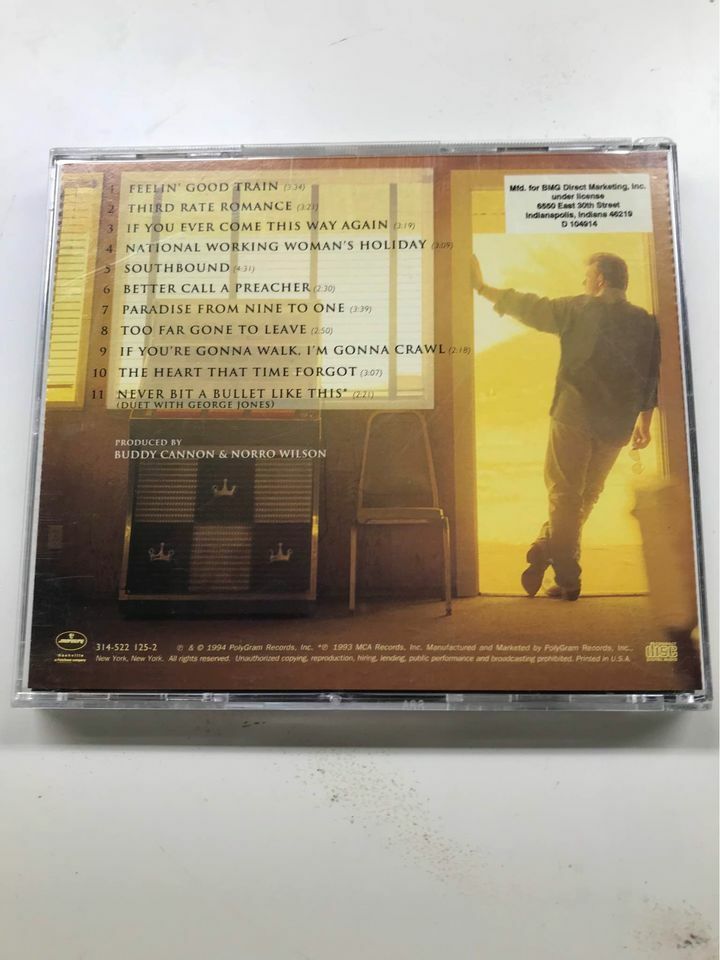 1 FEELIN' GOOD TRAIN (3:34)
2 THIRD RATE ROMANCE (3:21)
3 IF YOU EVER COME THIS WAY AGAIN (3:19)
4 NATIONAL WORKING WOMAN'S HOLIDAY (3:09)
5 SOUTHBOUND (4:31)
6 BETTER CALL A PREACHER (2:30)
7 PARADISE FROM NINE TO ONE (3:39)
8 TOO FAR GONE TO LEAVE (2:50)
9 IF YOU'RE GONNA WALK, I'M GONNA CRAWL (2:18)
10 THE HEART THAT TIME FORGOT (3:07)
11 NEVER BIT A BULLET LIKE THIS* (2:21)
(DUET WITH GEORGE JONES)
PRODUCED BY
BUDDY CANNON & NORRO WILSON
Mfd. for BMG Direct Marketing, Inc.
under license
6550 East 30th Street
Indianapolis, Indiana 46219
D 104914
mercury
Nashville
314-522 125-2 ℗ & © 1994 PolyGram Records, Inc. *℗ 1993 MCA Records, Inc. Manufactured and Marketed by PolyGram Records, Inc.,
New York, New York. All rights reserved. Unauthorized copying, reproduction, hiring, lending, public performance and broadcasting prohibited. Printed in U.S.A.
COMPACT
disc
DIGITAL AUDIO